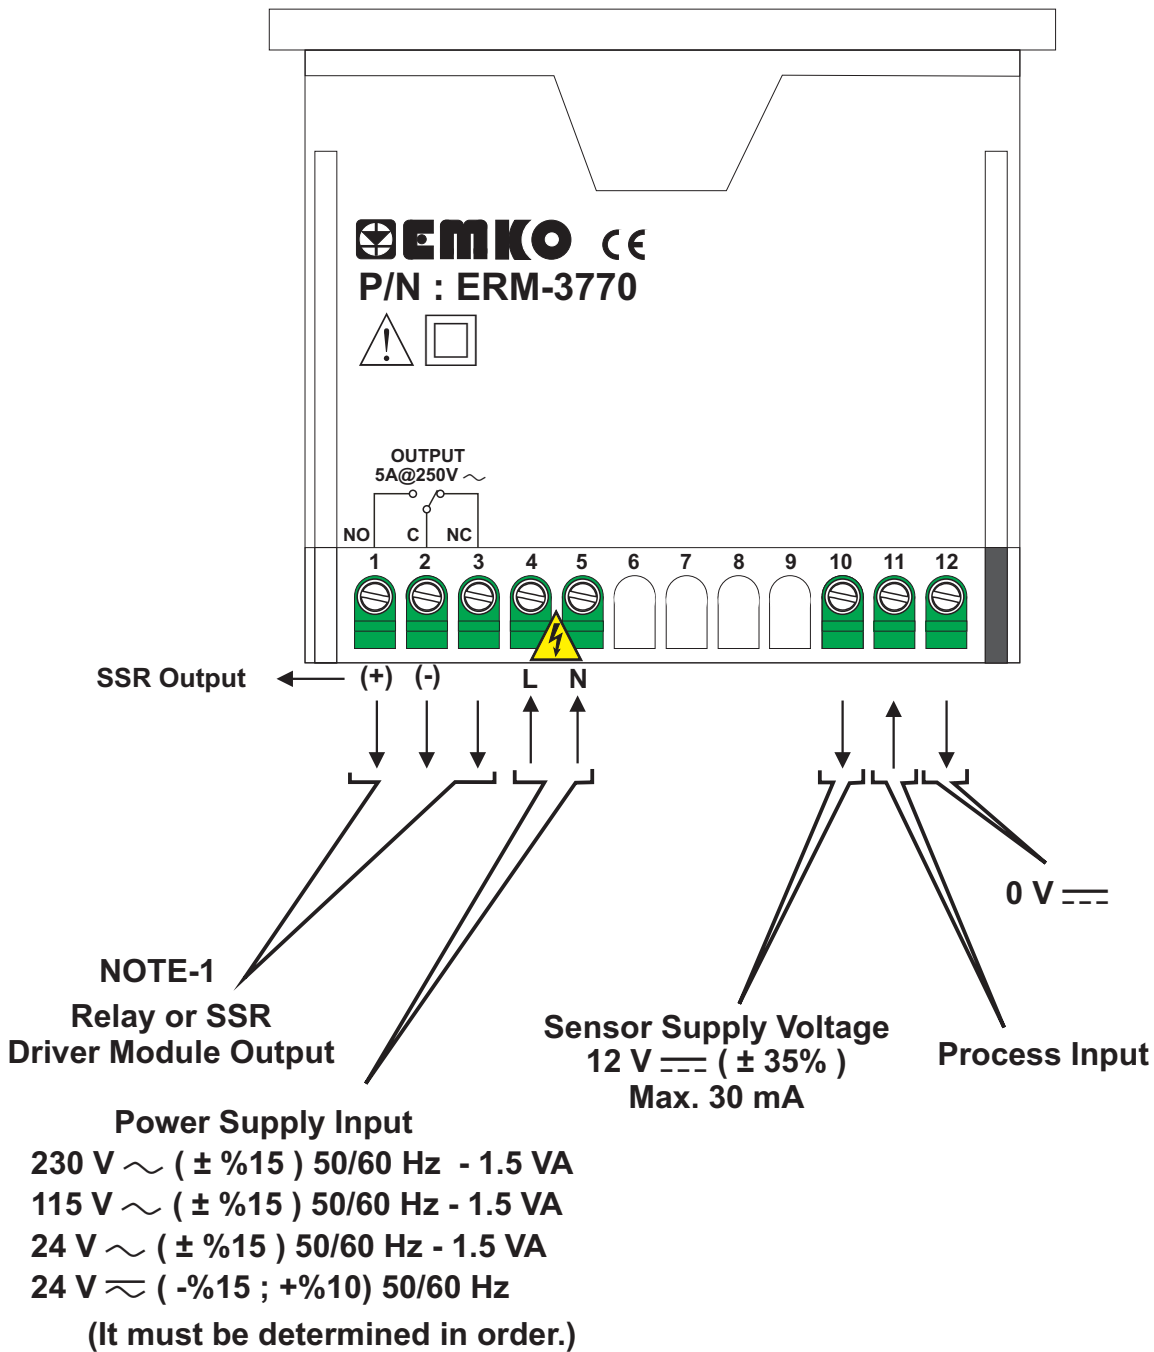 EMKO CE
P/N : ERM-3770
OUTPUT
5A@250V ~
NO C NC
1 2 3 4 5 6 7 8 9 10 11 12
SSR Output (+) (-) L N
0 V ⎓
NOTE-1
Relay or SSR
Driver Module Output
Sensor Supply Voltage
12 V ⎓ ( ± 35% )
Max. 30 mA
Process Input
Power Supply Input
230 V ~ ( ± %15 ) 50/60 Hz - 1.5 VA
115 V ~ ( ± %15 ) 50/60 Hz - 1.5 VA
24 V ~ ( ± %15 ) 50/60 Hz - 1.5 VA
24 V ⏦ ( -%15 ; +%10) 50/60 Hz
(It must be determined in order.)